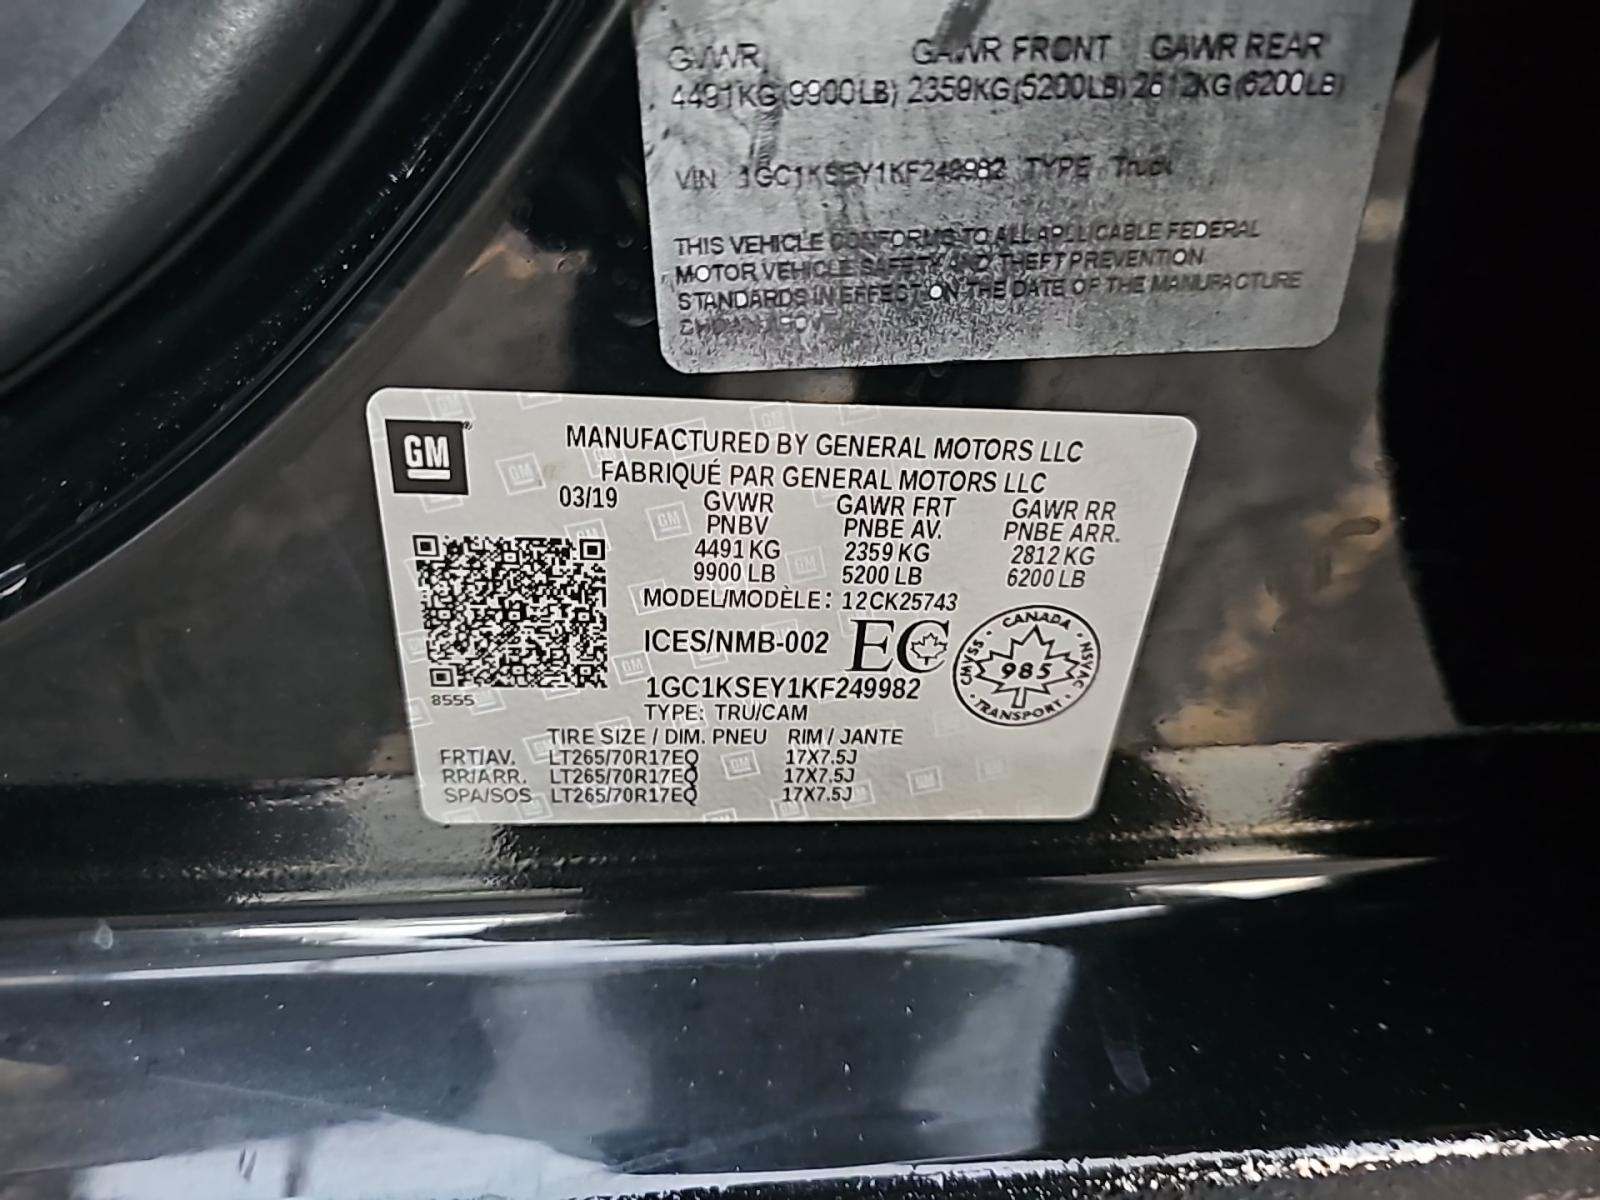 GVWR GAWR FRONT GAWR REAR
4491KG(9900LB) 2359KG(5200LB) 2812KG(6200LB)
VIN 1GC1KSEY1KF249982 TYPE Truck
THIS VEHICLE CONFORMS TO ALL APLLICABLE FEDERAL
MOTOR VEHICLE SAFETY AND THEFT PREVENTION
STANDARDS IN EFFECT ON THE DATE OF THE MANUFACTURE
GM
MANUFACTURED BY GENERAL MOTORS LLC
FABRIQUÉ PAR GENERAL MOTORS LLC
03/19 GVWR GAWR FRT GAWR RR
PNBV PNBE AV. PNBE ARR.
4491 KG 2359 KG 2812 KG
9900 LB 5200 LB 6200 LB
MODEL/MODÈLE: 12CK25743
ICES/NMB-002 EC
CANADA
CMVSS 985 NSVAC
TRANSPORT
8555
1GC1KSEY1KF249982
TYPE: TRU/CAM
TIRE SIZE / DIM. PNEU RIM / JANTE
FRT/AV. LT265/70R17EQ 17X7.5J
RR/ARR. LT265/70R17EQ 17X7.5J
SPA/SOS LT265/70R17EQ 17X7.5J